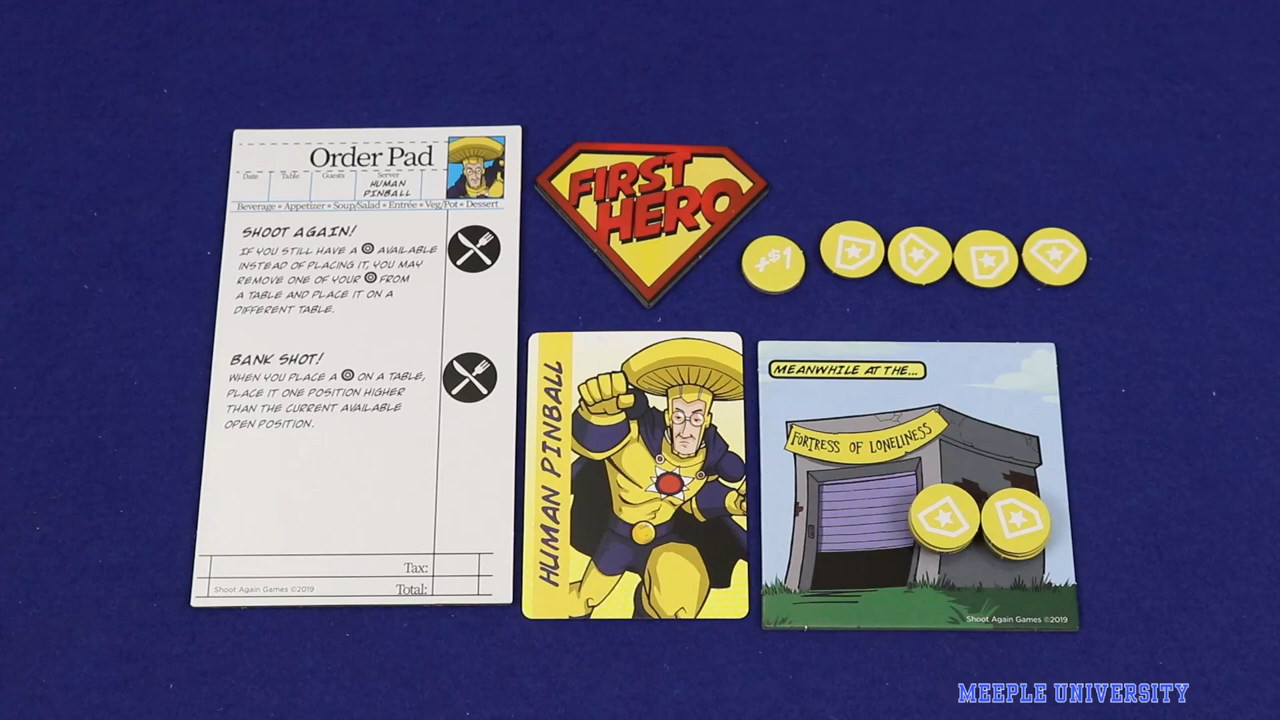 Order Pad
Date Table Guests Server
HUMAN
PINBALL
Beverage • Appetizer • Soup/Salad • Entrée • Veg/Pot • Dessert
SHOOT AGAIN!
IF YOU STILL HAVE A AVAILABLE
INSTEAD OF PLACING IT, YOU MAY
REMOVE ONE OF YOUR FROM
A TABLE AND PLACE IT ON A
DIFFERENT TABLE.
BANK SHOT!
WHEN YOU PLACE A ON A TABLE,
PLACE IT ONE POSITION HIGHER
THAN THE CURRENT AVAILABLE
OPEN POSITION.
Tax:
Total:
Shoot Again Games ©2019
FIRST
HERO
+$1
HUMAN PINBALL
MEANWHILE AT THE...
FORTRESS OF LONELINESS
Shoot Again Games ©2019
MEEPLE UNIVERSITY